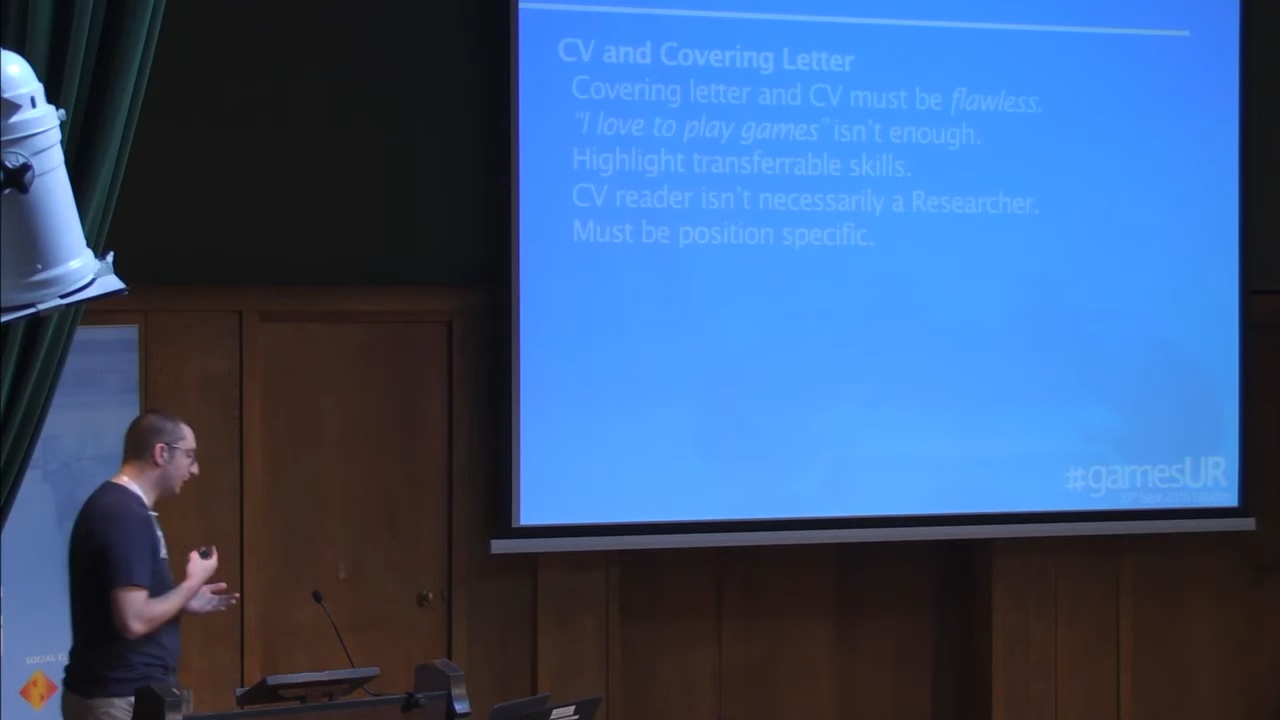 CV and Covering Letter
Covering letter and CV must be flawless.
"I love to play games" isn't enough.
Highlight transferrable skills.
CV reader isn't necessarily a Researcher.
Must be position specific.
#gamesUR
SOCIAL